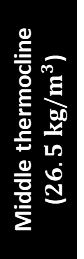 Middle thermocline
(26. 5 kg/m³)